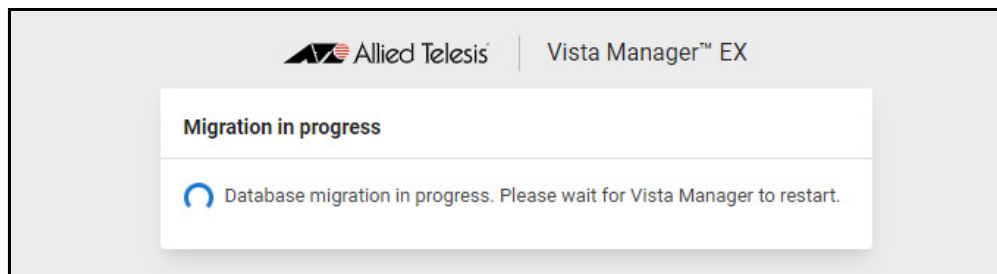 Allied Telesis Vista Manager™ EX
Migration in progress
Database migration in progress. Please wait for Vista Manager to restart.